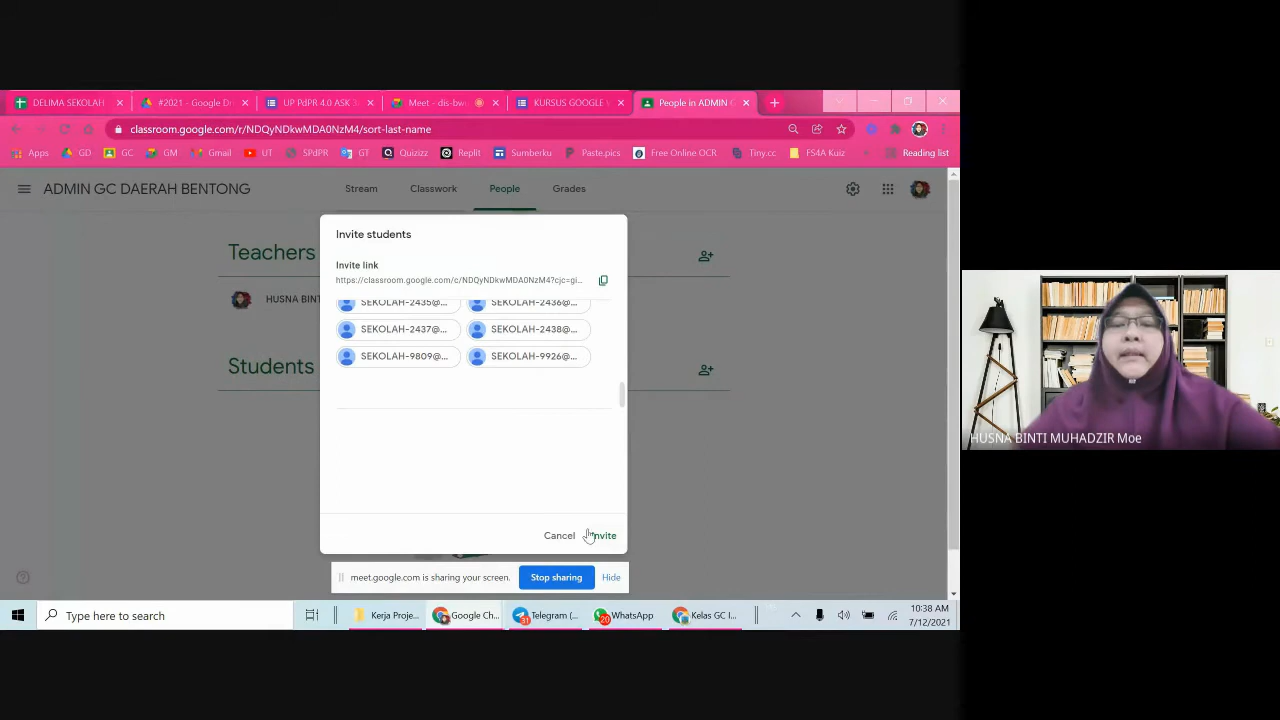 DELIMA SEKOLAH
#2021 - Google Dr
UP PdPR 4.0 ASK 3
Meet - dis-bw
KURSUS GOOGLE
People in ADMIN G
classroom.google.com/r/NDQyNDkwMDA0NzM4/sort-last-name
Apps GD GC GM Gmail UT SPdPR GT Quizizz Replit Sumberku Paste.pics Free Online OCR Tiny.cc FS4A Kuiz Reading list
ADMIN GC DAERAH BENTONG Stream Classwork People Grades
Invite students
Teachers
Invite link
https://classroom.google.com/c/NDQyNDkwMDA0NzM4?cjc=gi...
HUSNA BINT
SEKOLAH-2435@... SEKOLAH-2436@...
SEKOLAH-2437@... SEKOLAH-2438@...
SEKOLAH-9809@... SEKOLAH-9926@...
Students
HUSNA BINTI MUHADZIR Moe
Cancel Invite
meet.google.com is sharing your screen. Stop sharing Hide
Type here to search Kerja Proje... Google Ch... Telegram (... 31 WhatsApp 20 Kelas GC I... 10:38 AM
7/12/2021